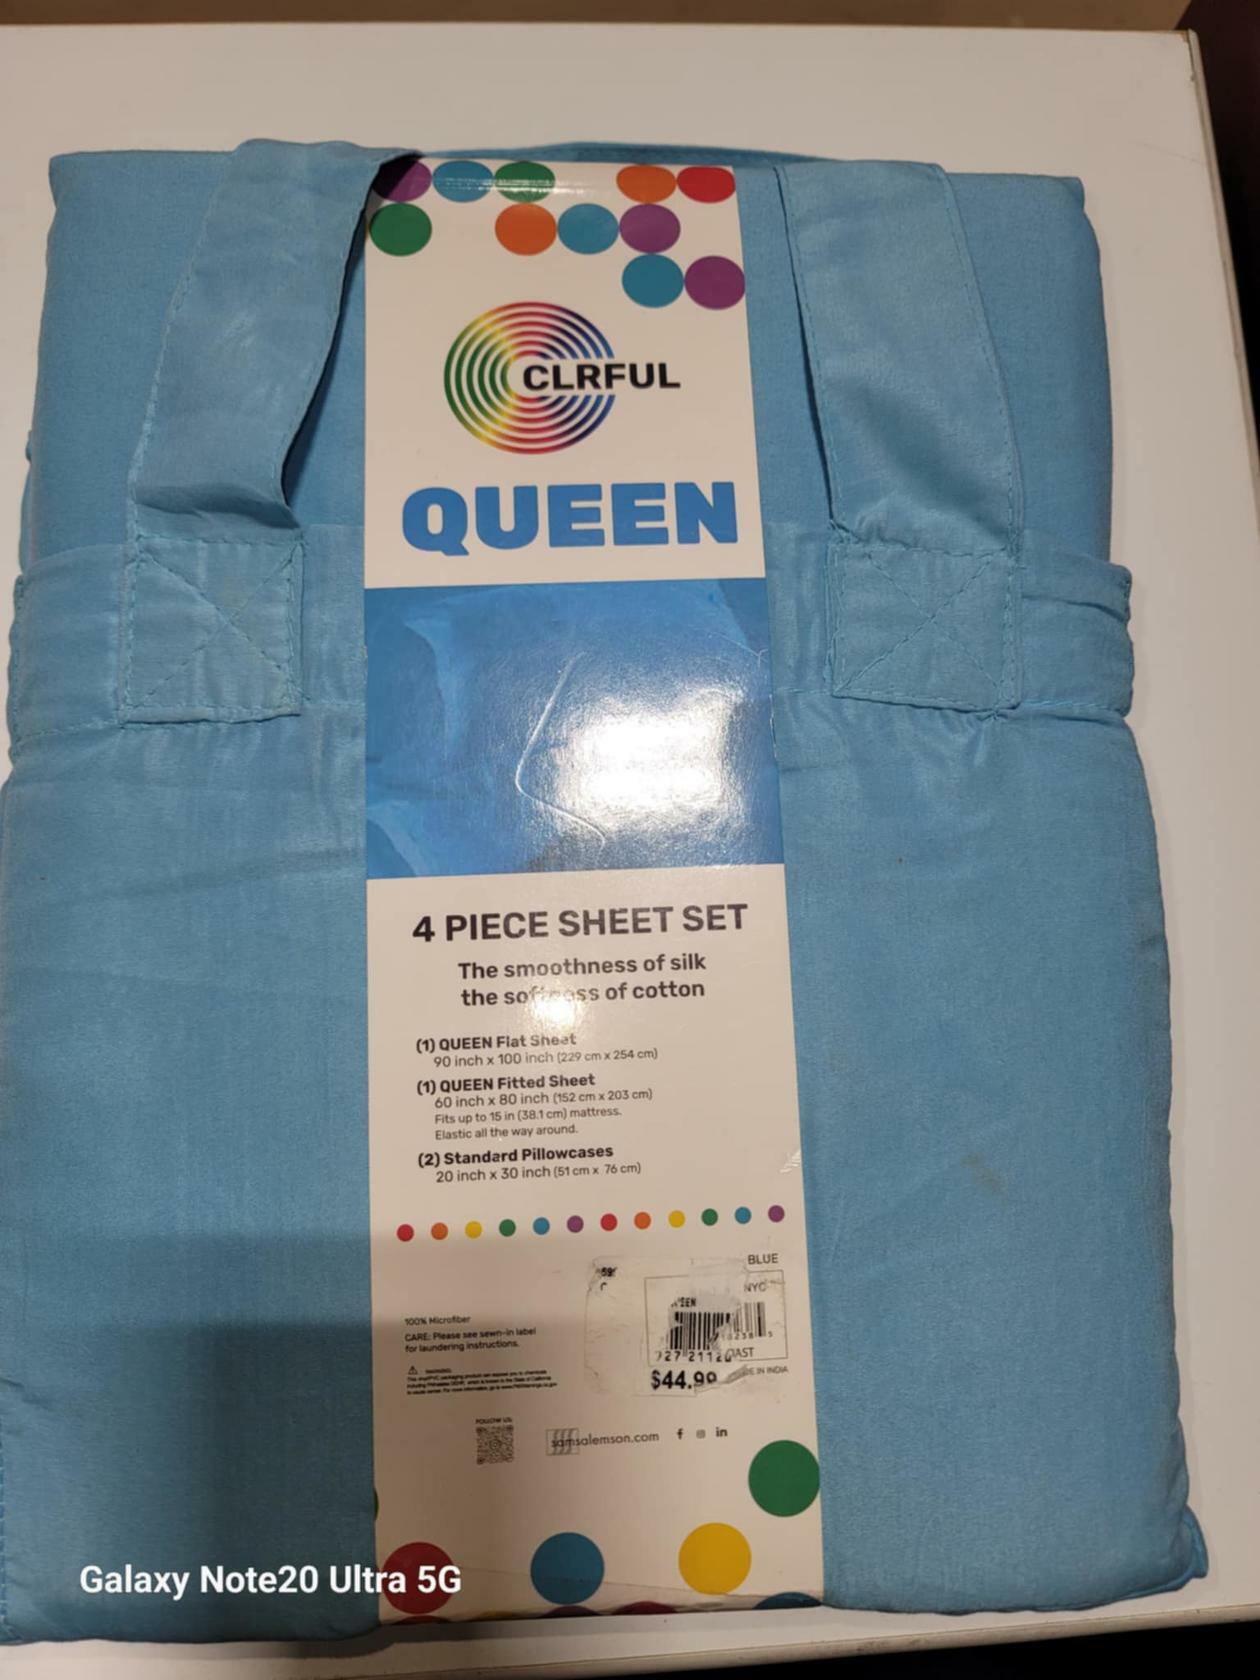 CLRFUL
QUEEN
4 PIECE SHEET SET
The smoothness of silk
the softness of cotton
(1) QUEEN Flat Sheet
90 inch x 100 inch (229 cm x 254 cm)
(1) QUEEN Fitted Sheet
60 inch x 80 inch (152 cm x 203 cm)
Fits up to 15 in (38.1 cm) mattress.
Elastic all the way around.
(2) Standard Pillowcases
20 inch x 30 inch (51 cm x 76 cm)
BLUE
NYC
$44.99
100% Microfiber
CARE: Please see sewn-in label
for laundering instructions.
WARNING:
FOLLOW US:
samsalemson.com
Galaxy Note20 Ultra 5G